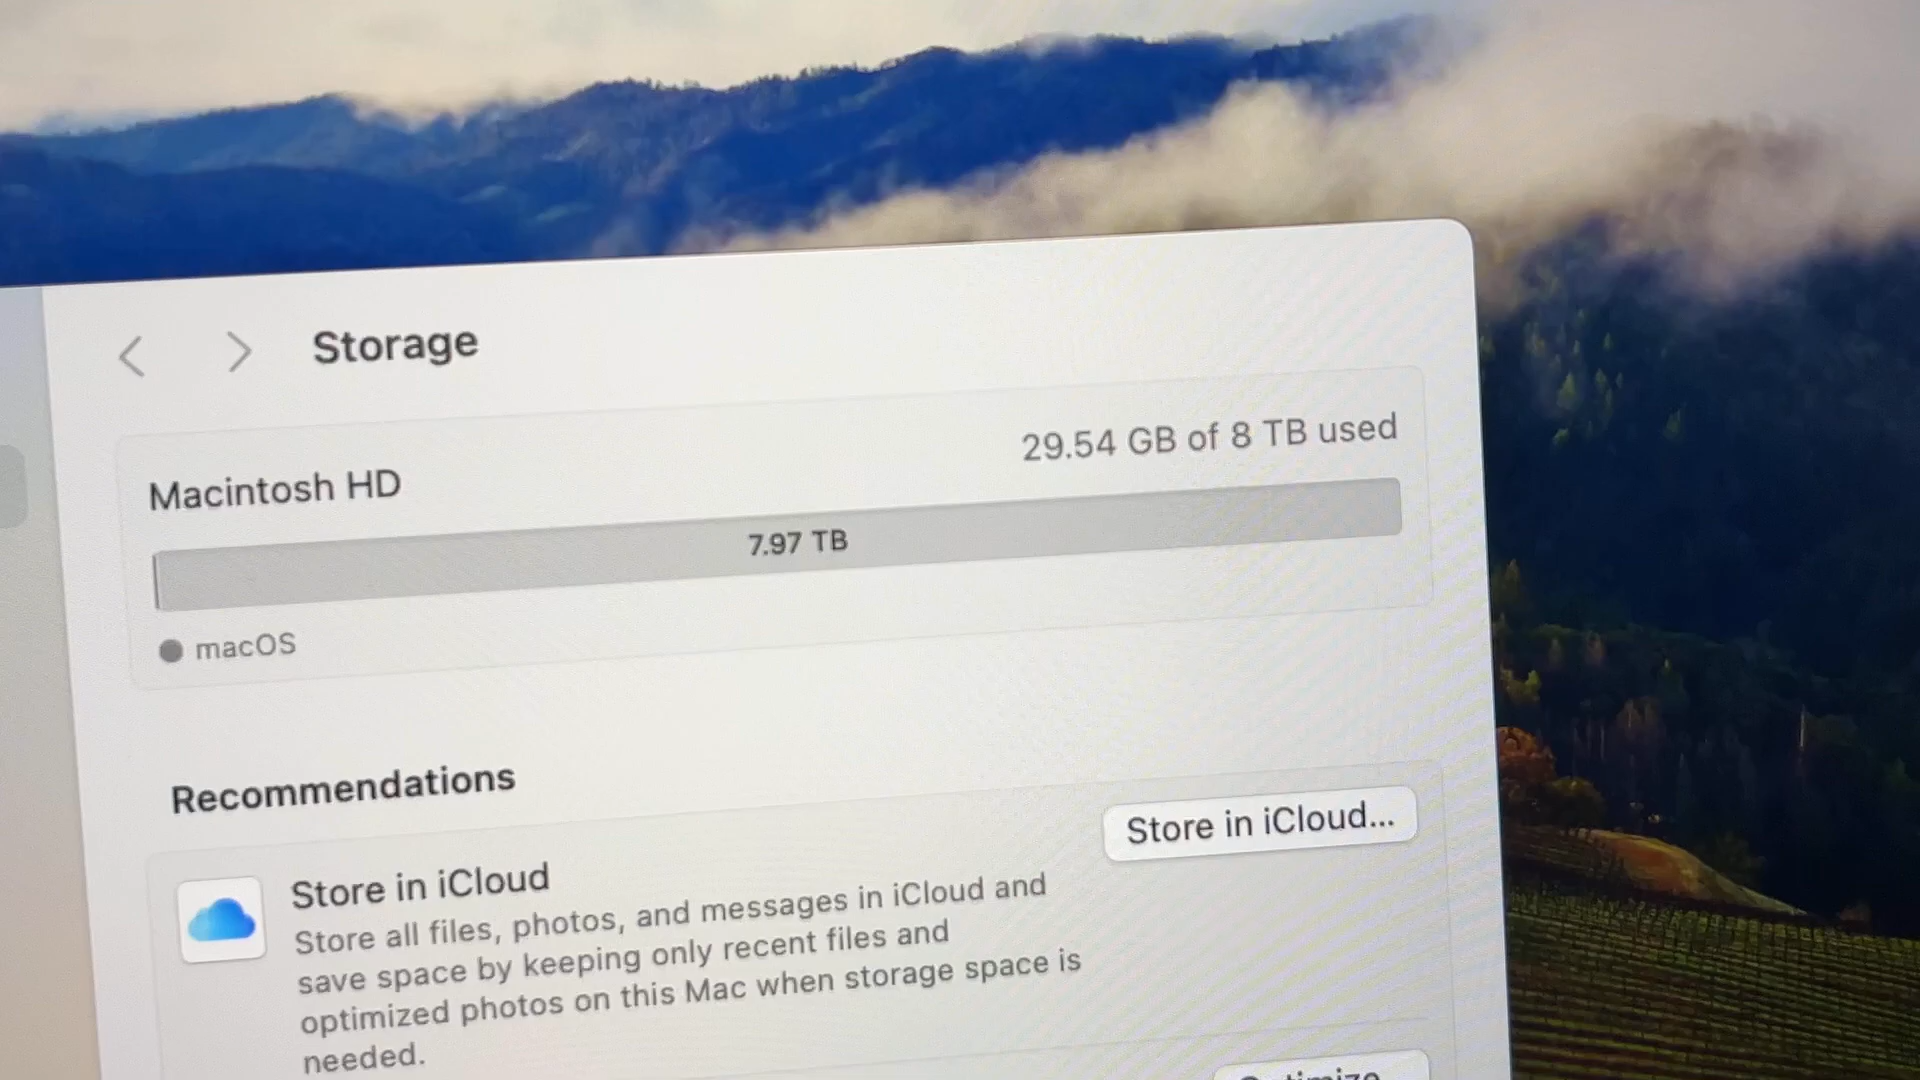 Storage
29.54 GB of 8 TB used
Macintosh HD
7.97 TB
macOS
Recommendations
Store in iCloud...
Store in iCloud
Store all files, photos, and messages in iCloud and
save space by keeping only recent files and
optimized photos on this Mac when storage space is
needed.